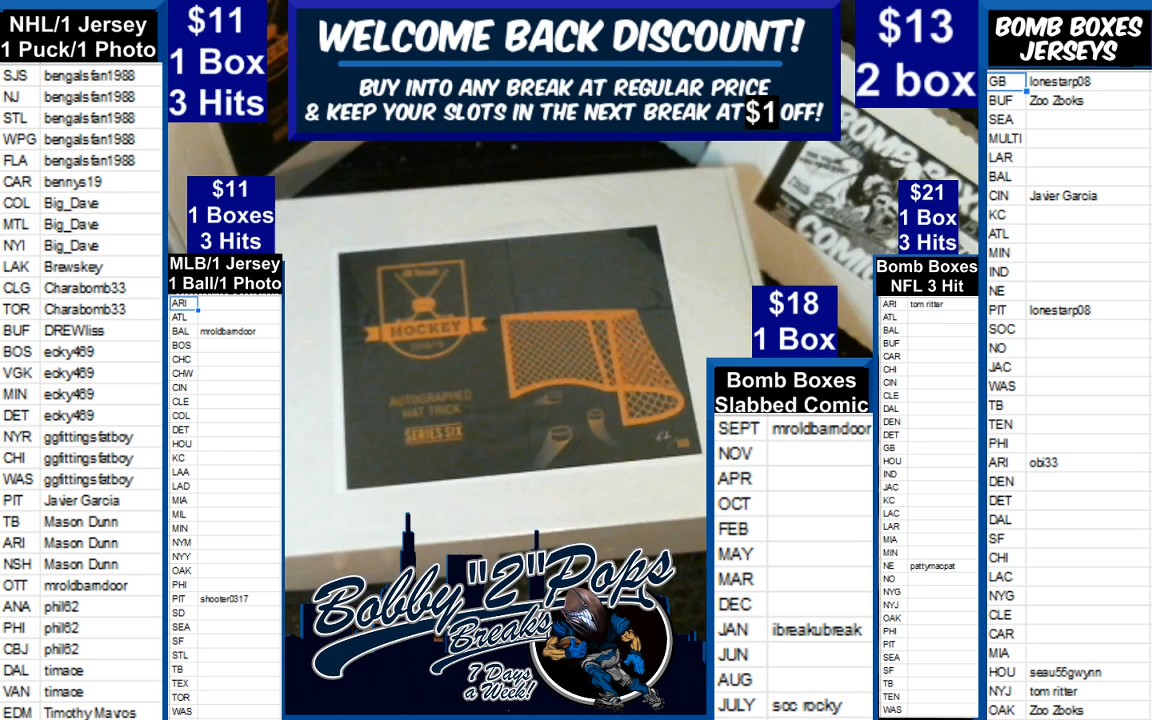 NHL/1 Jersey
1 Puck/1 Photo
SJS bengalsfan1988
NJ bengalsfan1988
STL bengalsfan1988
WPG bengalsfan1988
FLA bengalsfan1988
CAR bennys19
COL Big_Dave
MTL Big_Dave
NYI Big_Dave
LAK Brewskey
CLG Charabomb33
TOR Charabomb33
BUF DREWliss
BOS ecky469
VGK ecky469
MIN ecky469
DET ecky469
NYR ggfittingsfatboy
CHI ggfittingsfatboy
WAS ggfittingsfatboy
PIT Javier Garcia
TB Mason Dunn
ARI Mason Dunn
NSH Mason Dunn
OTT mroldbarndoor
ANA phil62
PHI phil62
CBJ phil62
DAL timace
VAN timace
EDM Timothy Mavros
$11
1 Box
3 Hits
$11
1 Boxes
3 Hits
MLB/1 Jersey
1 Ball/1 Photo
ARI
ATL
BAL mroldbarndoor
BOS
CHC
CHW
CIN
CLE
COL
DET
HOU
KC
LAA
LAD
MIA
MIL
MIN
NYM
NYY
OAK
PHI
PIT shooter0317
SD
SEA
SF
STL
TB
TEX
TOR
WAS
WELCOME BACK DISCOUNT!
BUY INTO ANY BREAK AT REGULAR PRICE
& KEEP YOUR SLOTS IN THE NEXT BREAK AT $1 OFF!
HOCKEY
AUTOGRAPHED
HAT TRICK
SERIES SIX
Bobby "2" Pops
Breaks
7 Days
a Week!
$18
1 Box
Bomb Boxes
Slabbed Comic
SEPT mroldbarndoor
NOV
APR
OCT
FEB
MAY
MAR
DEC
JAN ibreakubreak
JUN
AUG
JULY scc rocky
$13
2 box
BOMB BOX
COMIC
$21
1 Box
3 Hits
Bomb Boxes
NFL 3 Hit
ARI tom ritter
ATL
BAL
BUF
CAR
CHI
CIN
CLE
DAL
DEN
DET
GB
HOU
IND
JAC
KC
LAC
LAR
MIA
MIN
NE pattymacpat
NO
NYG
NYJ
OAK
PHI
PIT
SEA
SF
TB
TEN
WAS
BOMB BOXES
JERSEYS
GB lonestarp08
BUF Zoo Zboks
SEA
MULTI
LAR
BAL
CIN Javier Garcia
KC
ATL
MIN
IND
NE
PIT lonestarp08
SOC
NO
JAC
WAS
TB
TEN
PHI
ARI obi33
DEN
DET
DAL
SF
CHI
LAC
NYG
CLE
CAR
MIA
HOU seau55gwynn
NYJ tom ritter
OAK Zoo Zboks